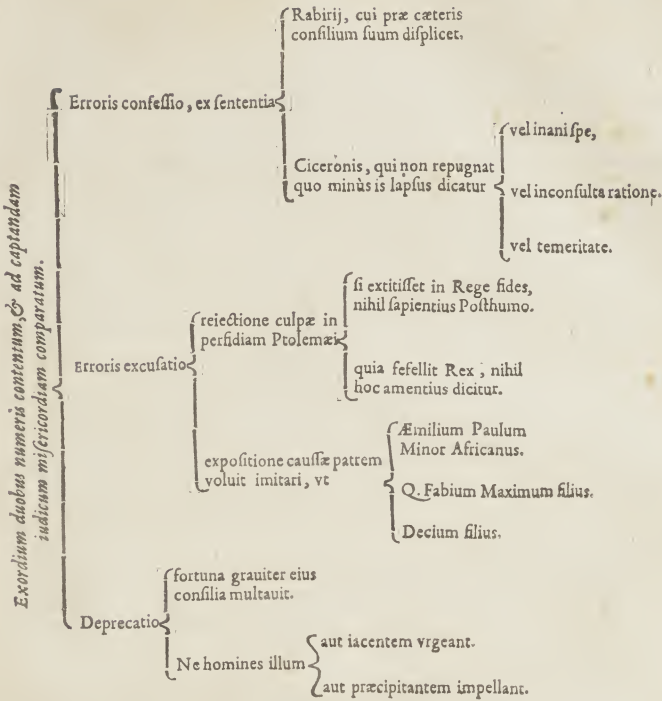 Exordium duobus numeris contentum, & ad captandam
iudicum misericordiam comparatum.
Erroris confeſſio, ex ſententia
Rabirij, cui præ cæteris
conſilium ſuum diſplicet.
Ciceronis, qui non repugnat
quo minùs is lapſus dicatur
vel inani ſpe,
vel inconſulta ratione.
vel temeritate.
Erroris excuſatio
reiectione culpæ in
perfidiam Ptolemæi
ſi extitiſſet in Rege fides,
nihil ſapientius Poſthumo.
quia fefellit Rex, nihil
hoc amentius dicitur.
expoſitione cauſſæ patrem
voluit imitari, vt
Æmilium Paulum
Minor Africanus.
Q. Fabium Maximum filius.
Decium filius.
Deprecatio
fortuna grauiter eius
conſilia multauit.
Ne homines illum
aut iacentem vrgeant.
aut præcipitantem impellant.